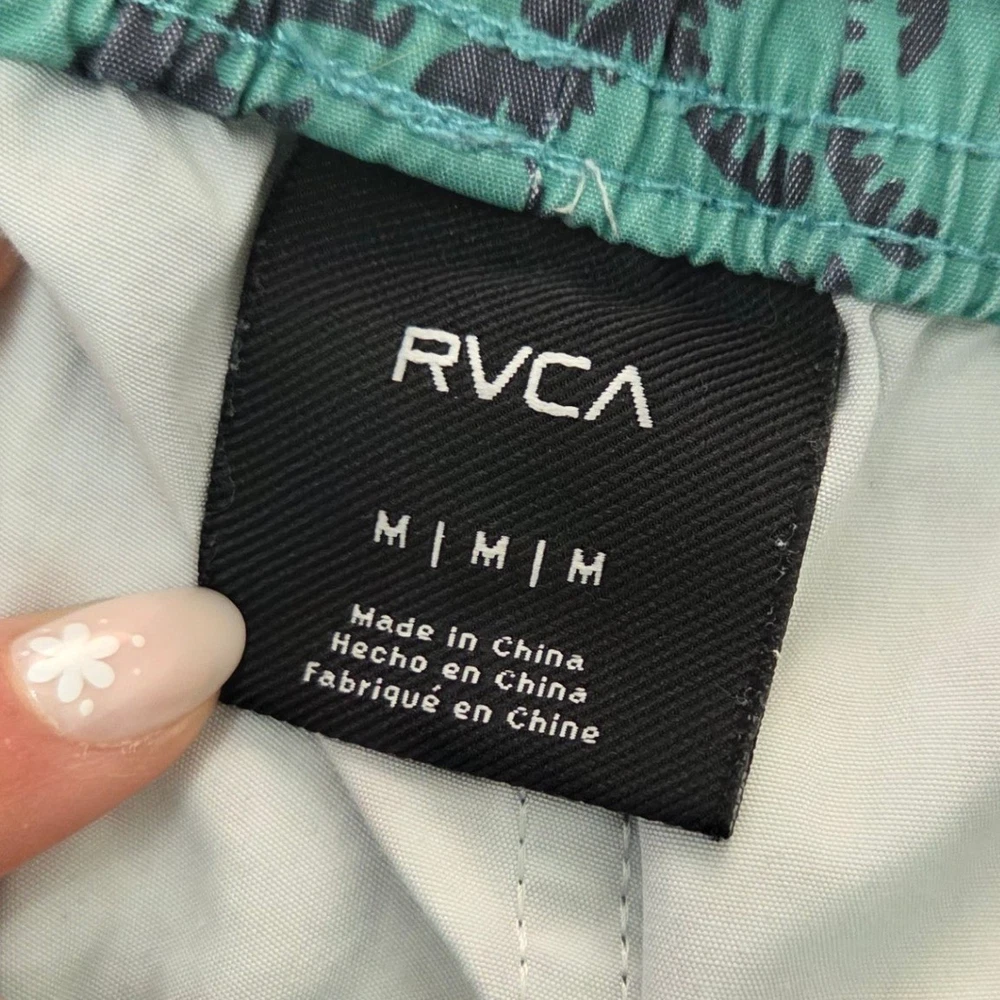 RVCA
M | M | M
Made in China
Hecho en China
Fabriqué en Chine